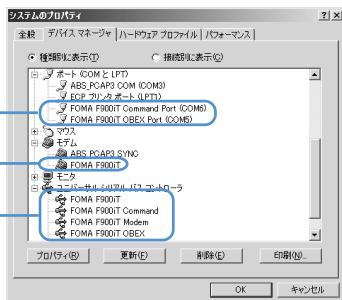 システムのプロパティ
全般 デバイス マネージャ ハードウェア プロファイル パフォーマンス
種類別に表示(T) 接続別に表示(C)
ポート (COM と LPT)
ABS_PCAP3 COM (COM3)
ECP プリンタ ポート (LPT1)
FOMA F900iT Command Port (COM6)
FOMA F900iT OBEX Port (COM5)
マウス
モデム
ABS PCAP3 SYNC
FOMA F900iT
モニタ
ユニバーサル シリアル バス コントローラ
FOMA F900iT
FOMA F900iT Command
FOMA F900iT Modem
FOMA F900iT OBEX
プロパティ(R) 更新(F) 削除(E) 印刷(N)...
OK キャンセル